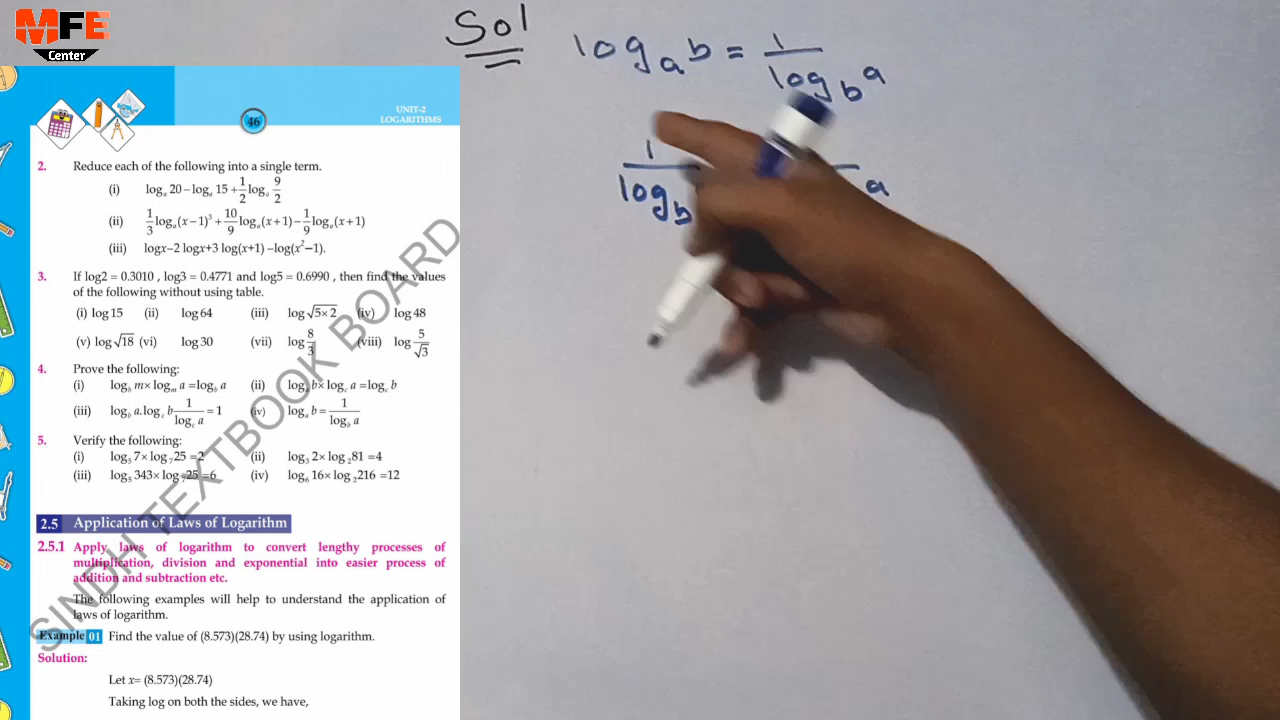 MFE
Center
UNIT-2
LOGARITHMS
46
2. Reduce each of the following into a single term.
(i) logₐ 20 – logₐ 15 + 1/2 logₐ 9/2
(ii) 1/3 logₐ(x−1)³ + 10/9 logₐ(x+1) − 1/9 logₐ(x+1)
(iii) logx–2 logx+3 log(x+1) –log(x²–1).
3. If log2 = 0.3010 , log3 = 0.4771 and log5 = 0.6990 , then find the values
of the following without using table.
(i) log 15 (ii) log 64 (iii) log √5×2 (iv) log 48
(v) log √18 (vi) log 30 (vii) log 8/3 (viii) log 5/√3
4. Prove the following:
(i) log_b m× log_m a =log_b a (ii) log b× log_c a =log_c b
(iii) log_b a.log_c b 1/log_c a = 1 (iv) log_a b = 1/log_b a
5. Verify the following:
(i) log₅ 7× log₇ 25 =2 (ii) log₃ 2× log₂ 81 =4
(iii) log₅ 343× log₇ 25 =6 (iv) log₆ 16× log₂ 216 =12
2.5 Application of Laws of Logarithm
2.5.1 Apply laws of logarithm to convert lengthy processes of
multiplication, division and exponential into easier process of
addition and subtraction etc.
The following examples will help to understand the application of
laws of logarithm.
Example 01 Find the value of (8.573)(28.74) by using logarithm.
Solution:
Let x= (8.573)(28.74)
Taking log on both the sides, we have,
SINDH TEXTBOOK BOARD
Sol
log_a b = 1/log_b a
1/log_b
a